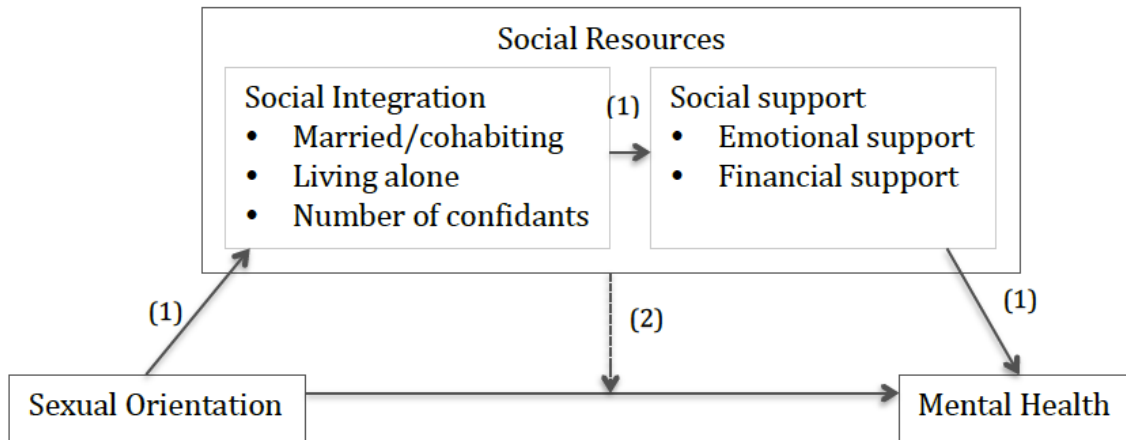 Social Resources
Social Integration
• Married/cohabiting
• Living alone
• Number of confidants
(1)
Social support
• Emotional support
• Financial support
(1)
(2)
(1)
Sexual Orientation
Mental Health